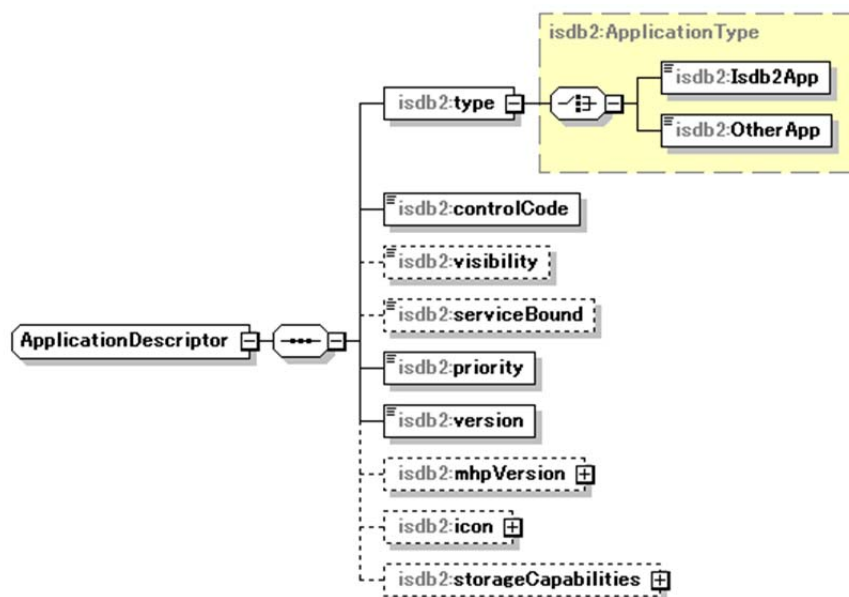 isdb2:ApplicationType
isdb2:Isdb2App
isdb2:type
isdb2:OtherApp
isdb2:controlCode
isdb2:visibility
isdb2:serviceBound
ApplicationDescriptor
isdb2:priority
isdb2:version
isdb2:mhpVersion
isdb2:icon
isdb2:storageCapabilities